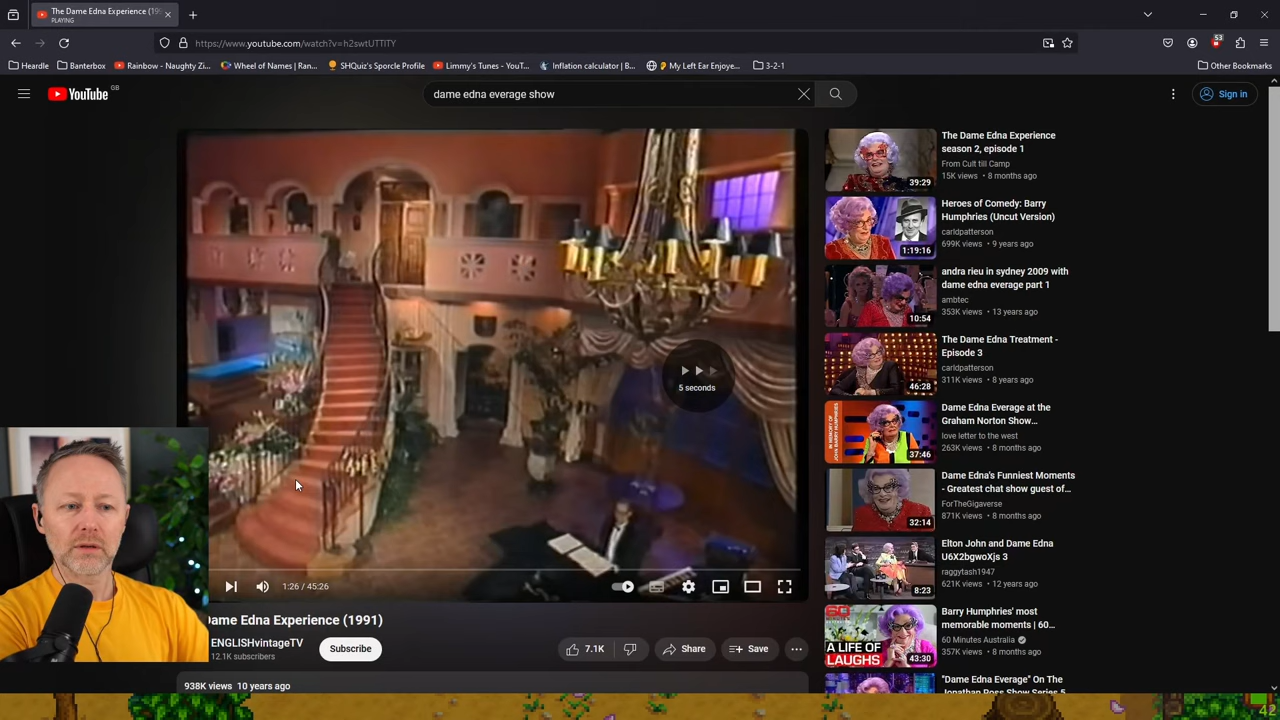 The Dame Edna Experience (199
PLAYING
https://www.youtube.com/watch?v=h2swtUTTITY
Heardle
Banterbox
Rainbow - Naughty Zi...
Wheel of Names | Ran...
SHQuiz's Sporcle Profile
Limmy's Tunes - YouT...
Inflation calculator | B...
My Left Ear Enjoye...
3-2-1
Other Bookmarks
53
YouTube GB
dame edna everage show
Sign in
5 seconds
1:26 / 45:26
Dame Edna Experience (1991)
ENGLISHvintageTV
12.1K subscribers
Subscribe
7.1K
Share
Save
938K views 10 years ago
The Dame Edna Experience
season 2, episode 1
From Cult till Camp
15K views • 8 months ago
39:29
Heroes of Comedy: Barry
Humphries (Uncut Version)
carldpatterson
699K views • 9 years ago
1:19:16
andra rieu in sydney 2009 with
dame edna everage part 1
ambtec
353K views • 13 years ago
10:54
The Dame Edna Treatment -
Episode 3
carldpatterson
311K views • 8 years ago
46:28
Dame Edna Everage at the
Graham Norton Show...
love letter to the west
263K views • 8 months ago
37:46
Dame Edna's Funniest Moments
- Greatest chat show guest of...
ForTheGigaverse
871K views • 8 months ago
32:14
Elton John and Dame Edna
U6X2bgwoXjs 3
raggytash1947
621K views • 12 years ago
8:23
Barry Humphries' most
memorable moments | 60...
60 Minutes Australia
357K views • 8 months ago
60
A LIFE OF
LAUGHS
43:30
"Dame Edna Everage" On The
Jonathan Ross Show Series 5
42